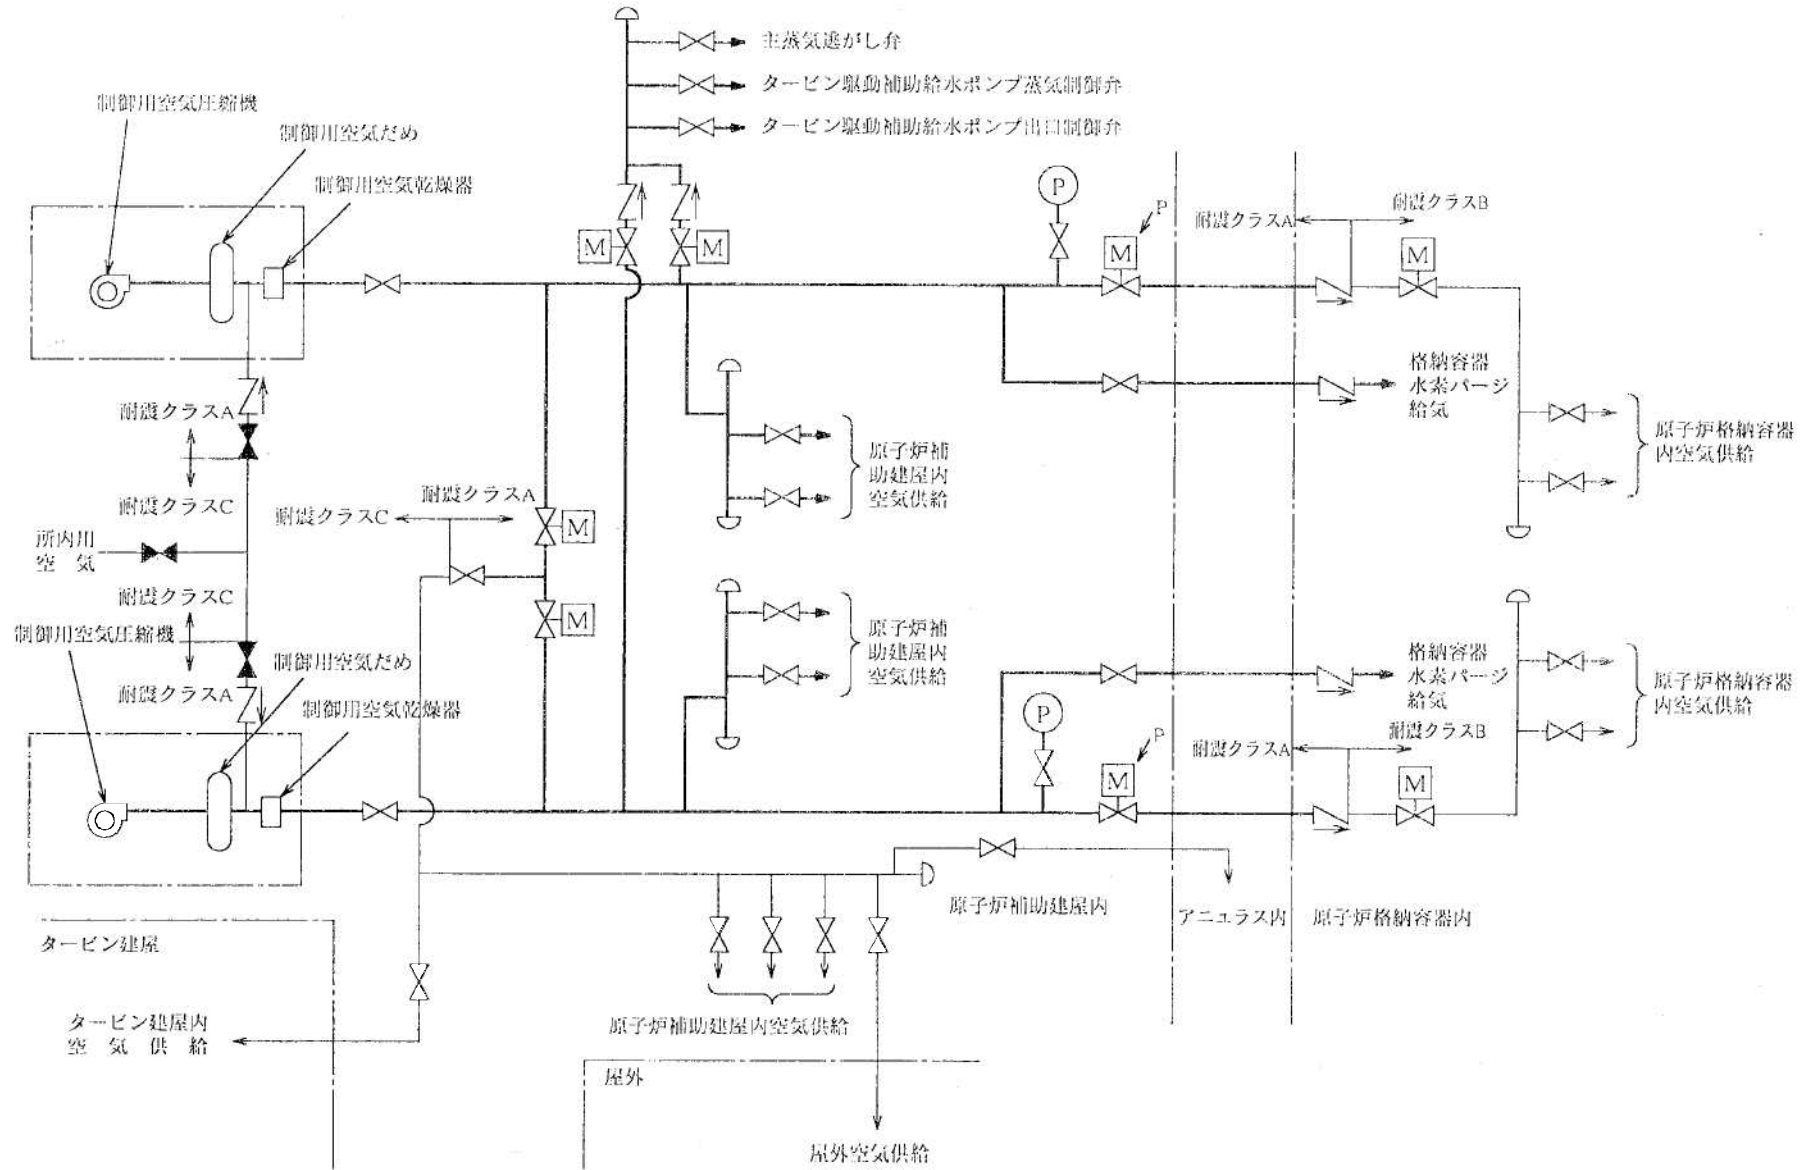 主蒸気逃がし弁
タービン駆動補助給水ポンプ蒸気制御弁
タービン駆動補助給水ポンプ出口制御弁
制御用空気圧縮機
制御用空気だめ
制御用空気乾燥器
M
M
P
P
M
耐震クラスA
耐震クラスB
M
格納容器
水素パージ
給気
原子炉格納容器
内空気供給
原子炉補
助建屋内
空気供給
耐震クラスA
耐震クラスC
所内用
空気
耐震クラスC
耐震クラスA
耐震クラスA
耐震クラスC
M
M
原子炉補
助建屋内
空気供給
制御用空気圧縮機
制御用空気だめ
制御用空気乾燥器
格納容器
水素パージ
給気
原子炉格納容器
内空気供給
P
P
M
耐震クラスA
耐震クラスB
M
原子炉補助建屋内
アニュラス内
原子炉格納容器内
タービン建屋
タービン建屋内
空気供給
原子炉補助建屋内空気供給
屋外
屋外空気供給